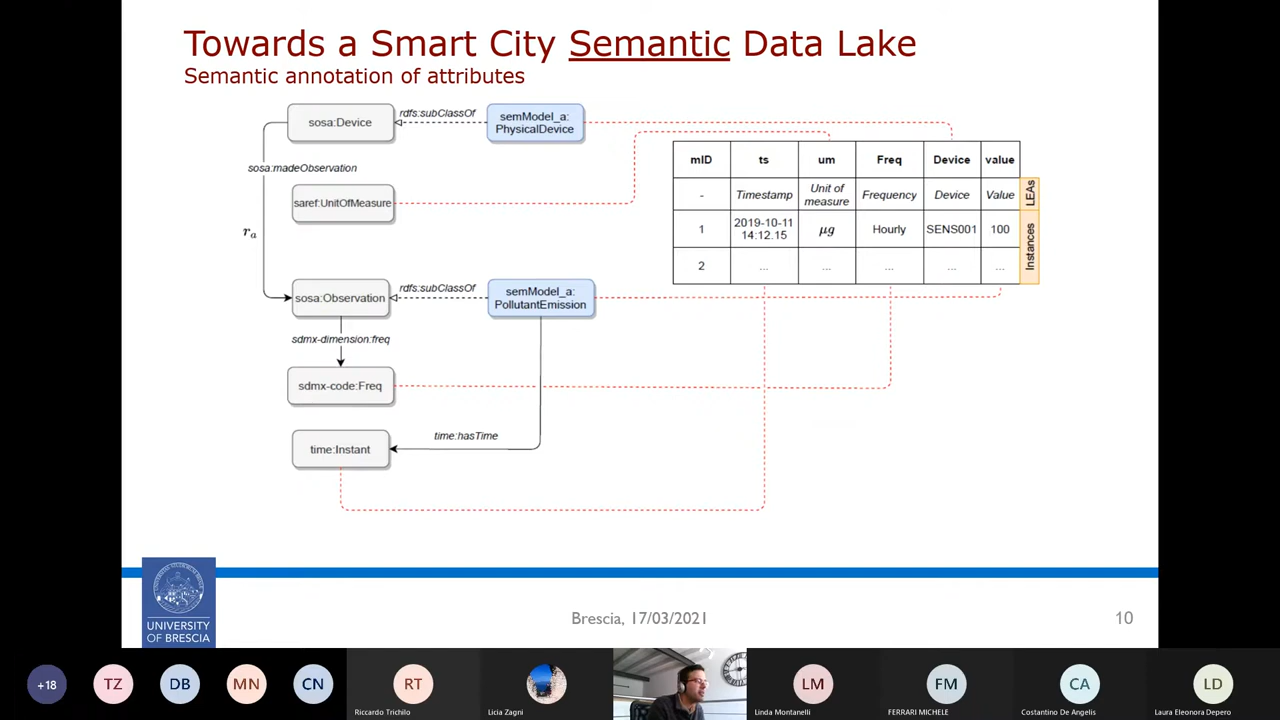 Towards a Smart City Semantic Data Lake
Semantic annotation of attributes
sosa:Device
rdfs:subClassOf
semModel_a:
PhysicalDevice
sosa:madeObservation
saref:UnitOfMeasure
rₐ
sosa:Observation
rdfs:subClassOf
semModel_a:
PollutantEmission
sdmx-dimension:freq
sdmx-code:Freq
time:hasTime
time:Instant
mID ts um Freq Device value
- Timestamp Unit of measure Frequency Device Value
1 2019-10-11 14:12.15 μg Hourly SENS001 100
2 ... ... ... ... ...
LEAs
Instances
UNIVERSITY
OF BRESCIA
Brescia, 17/03/2021
10
+18
TZ
DB
MN
CN
RT
Riccardo Trichilo
Licia Zagni
LM
Linda Montanelli
FM
FERRARI MICHELE
CA
Costantino De Angelis
LD
Laura Eleonora Depero